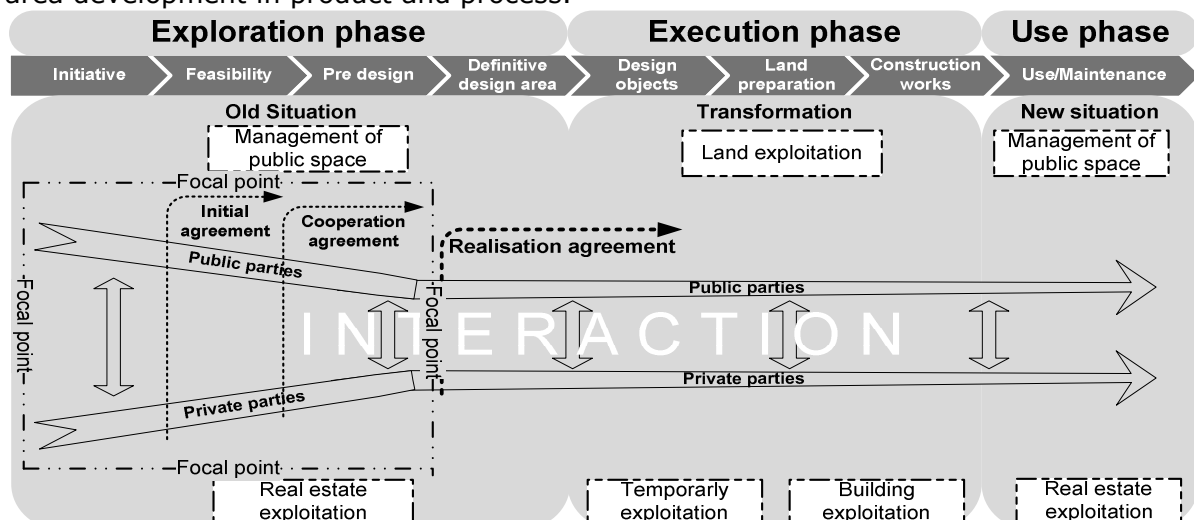 area development in product and process.
Exploration phase
Execution phase
Use phase
Initiative
Feasibility
Pre design
Definitive
design area
Design
objects
Land
preparation
Construction
works
Use/Maintenance
Old Situation
Transformation
New situation
Management of
public space
Land exploitation
Management of
public space
Focal point
Initial
agreement
Cooperation
agreement
Realisation agreement
Public parties
Public parties
Focal point
Focal point
INTERACTION
Private parties
Private parties
Focal point
Real estate
exploitation
Temporarly
exploitation
Building
exploitation
Real estate
exploitation